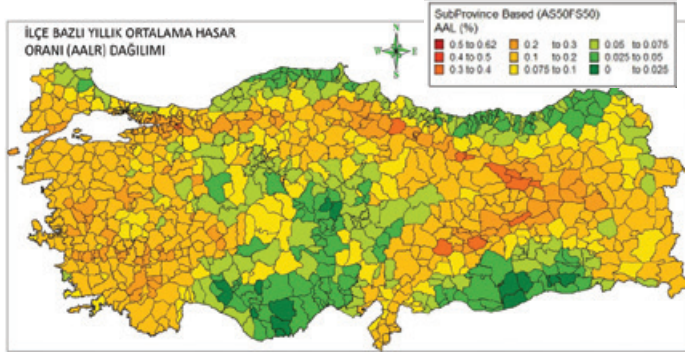 İLÇE BAZLI YILLIK ORTALAMA HASAR
ORANI (AALR) DAĞILIMI
N
W E
S
SubProvince Based (AS50FS50)
AAL (%)
0.5 to 0.62 0.2 to 0.3 0.05 to 0.075
0.4 to 0.5 0.1 to 0.2 0.025 to 0.05
0.3 to 0.4 0.075 to 0.1 0 to 0.025